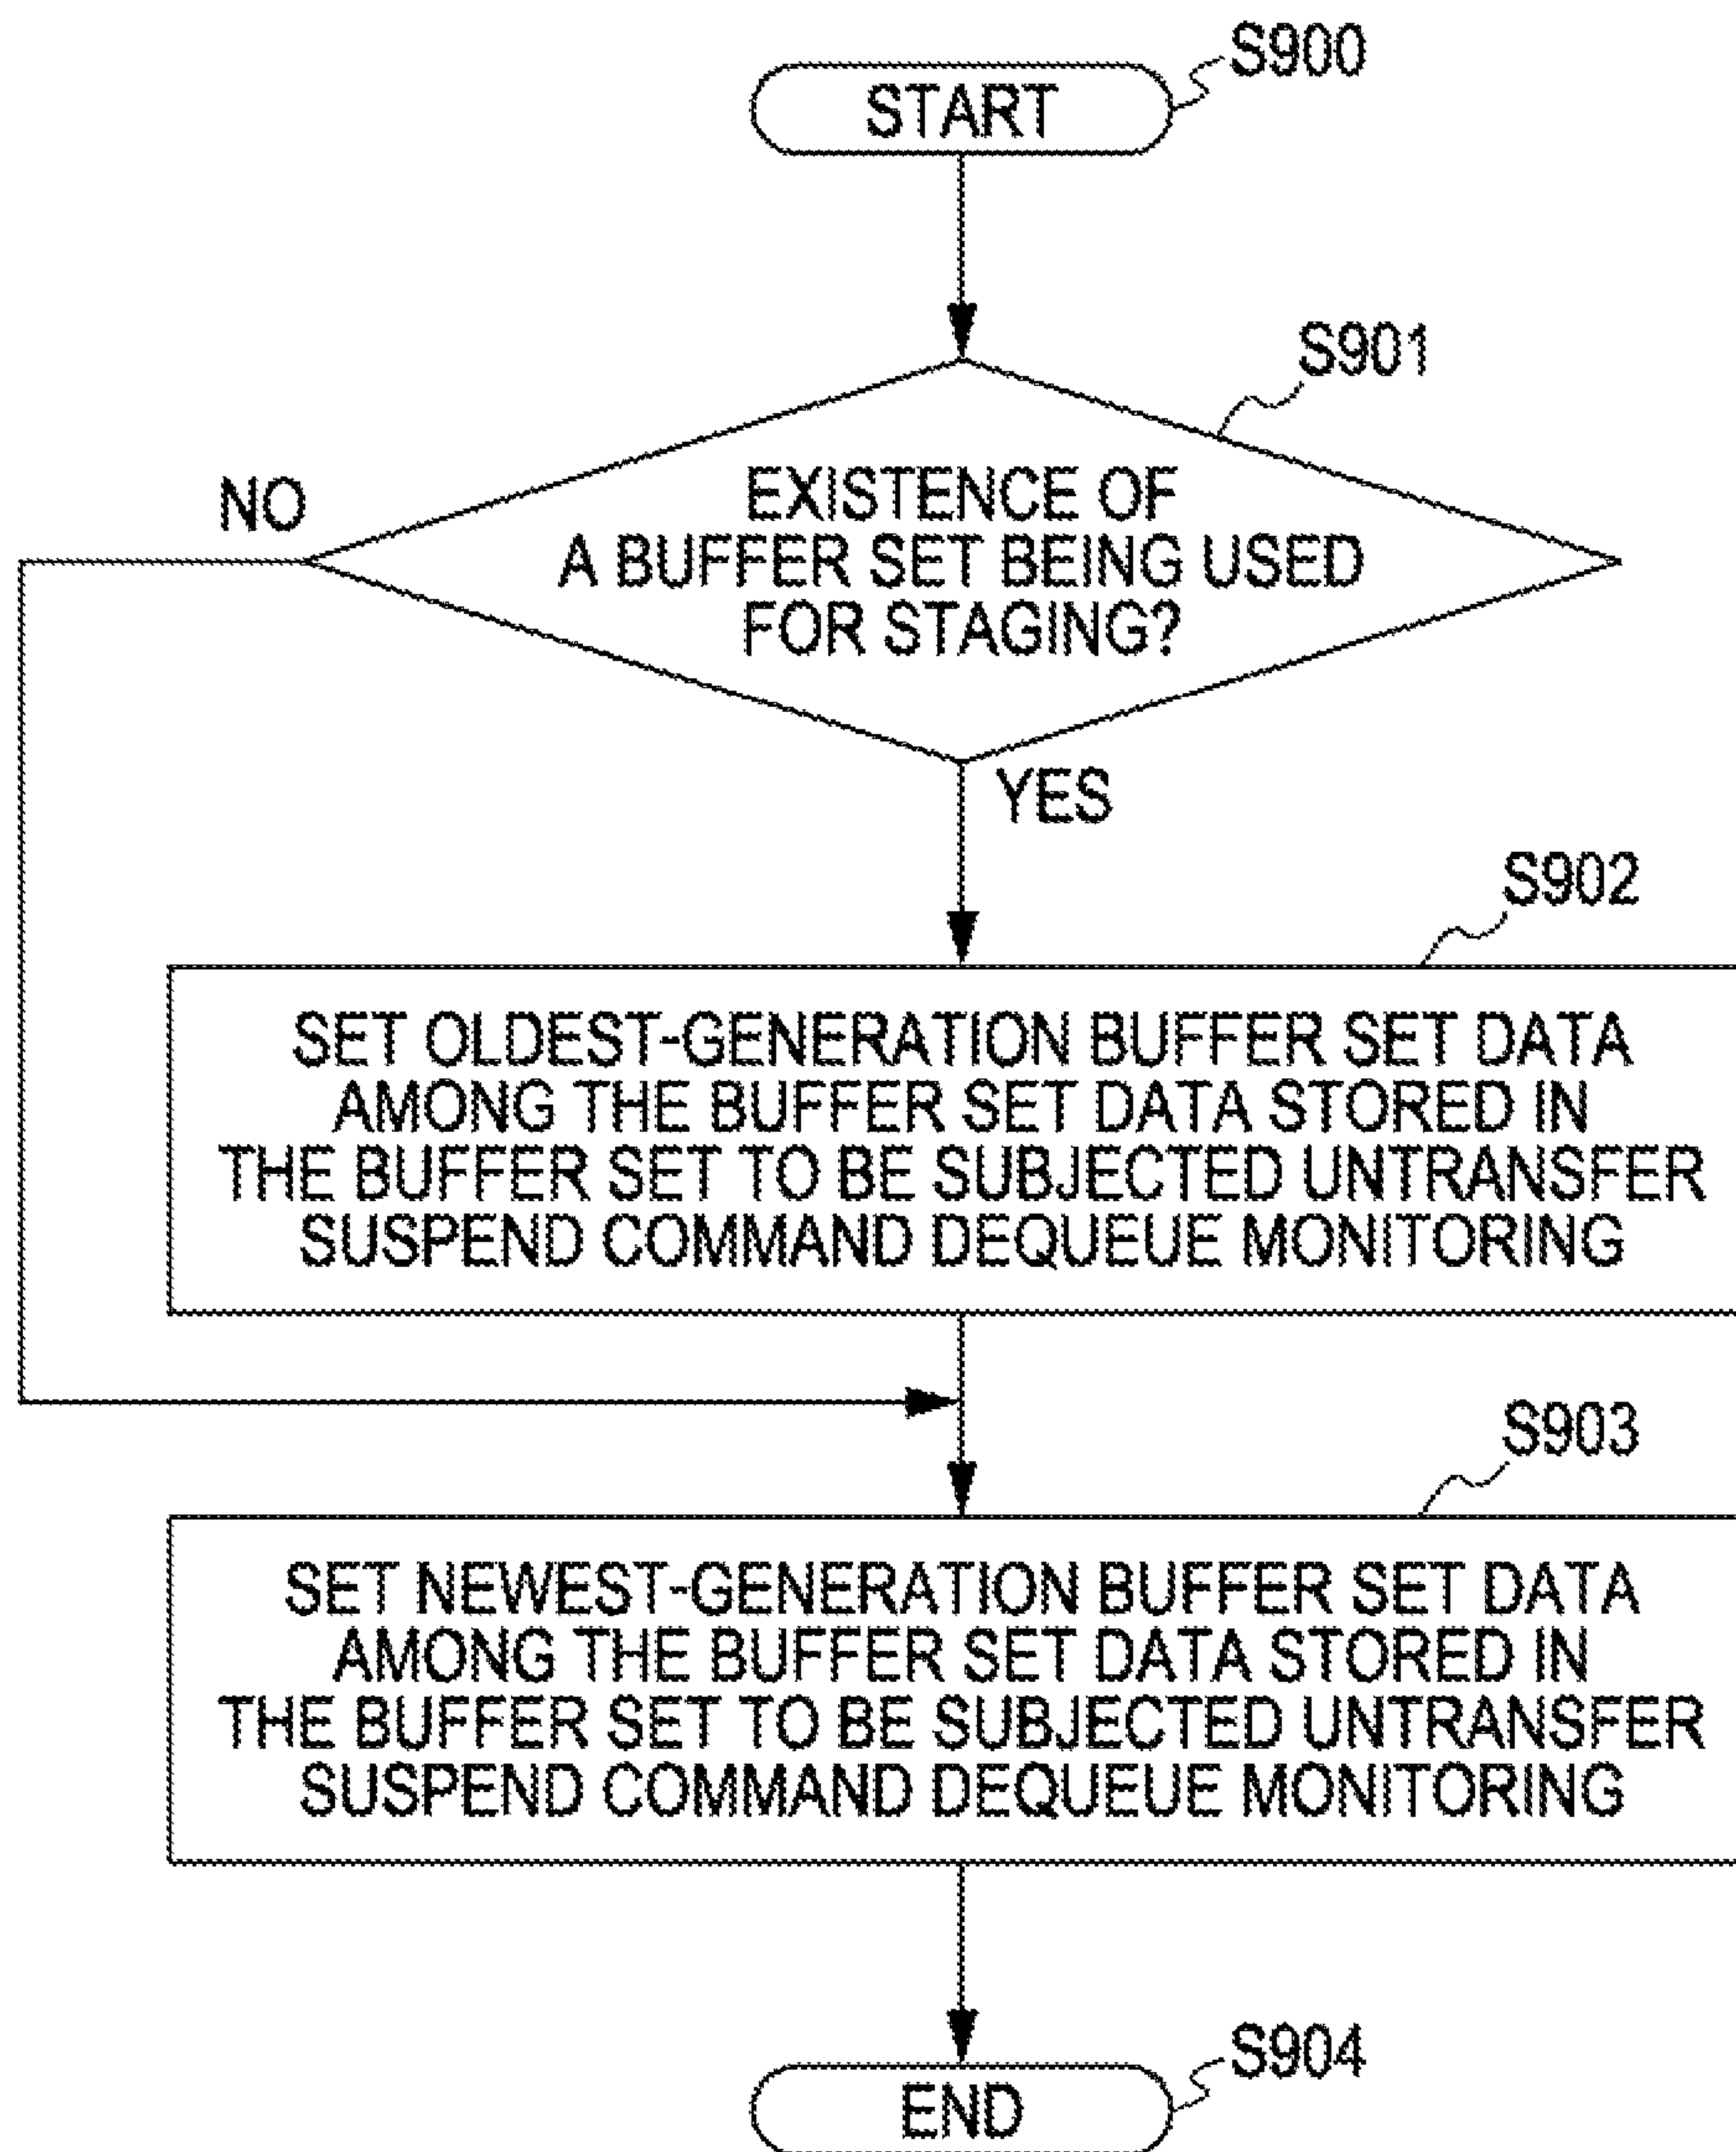 S900
START
S901
EXISTENCE OF
A BUFFER SET BEING USED
FOR STAGING?
NO
YES
S902
SET OLDEST-GENERATION BUFFER SET DATA
AMONG THE BUFFER SET DATA STORED IN
THE BUFFER SET TO BE SUBJECTED UNTRANSFER
SUSPEND COMMAND DEQUEUE MONITORING
S903
SET NEWEST-GENERATION BUFFER SET DATA
AMONG THE BUFFER SET DATA STORED IN
THE BUFFER SET TO BE SUBJECTED UNTRANSFER
SUSPEND COMMAND DEQUEUE MONITORING
S904
END